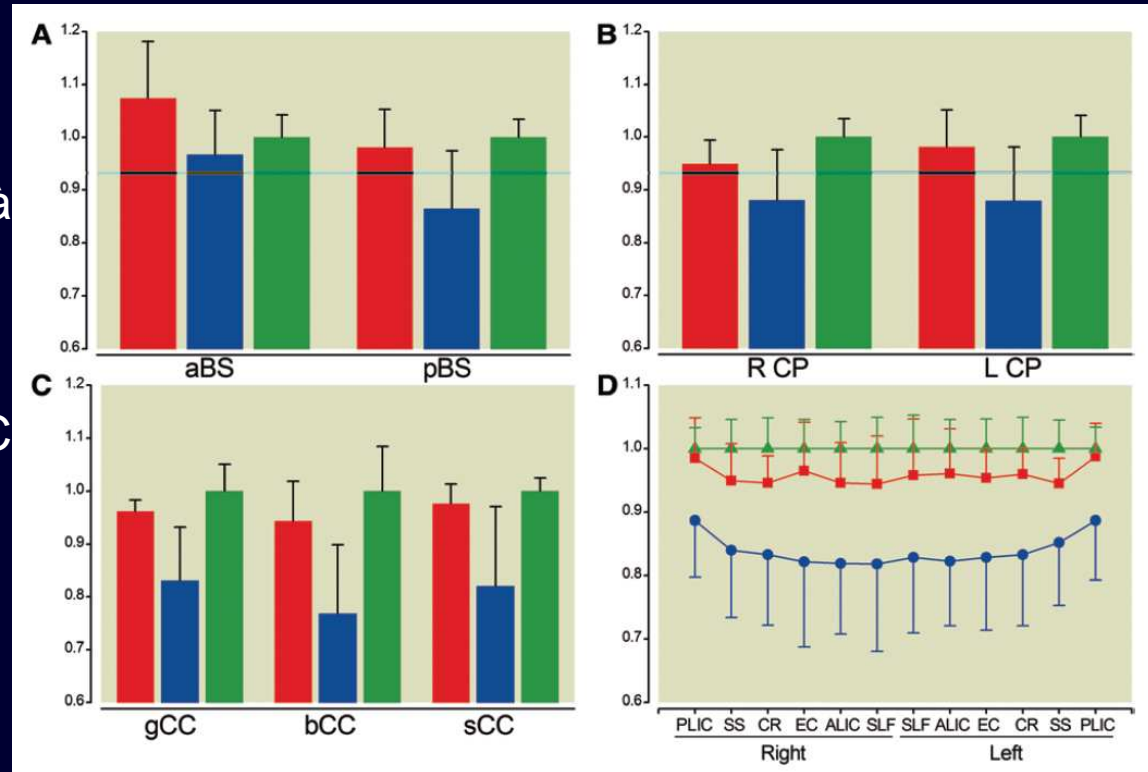 A
1.2
1.1
1.0
0.9
0.8
0.7
0.6
aBS pBS
B
1.2
1.1
1.0
0.9
0.8
0.7
0.6
R CP L CP
C
1.2
1.1
1.0
0.9
0.8
0.7
0.6
gCC bCC sCC
D
1.1
1.0
0.9
0.8
0.7
0.6
PLIC SS CR EC ALIC SLF SLF ALIC EC CR SS PLIC
Right Left
à